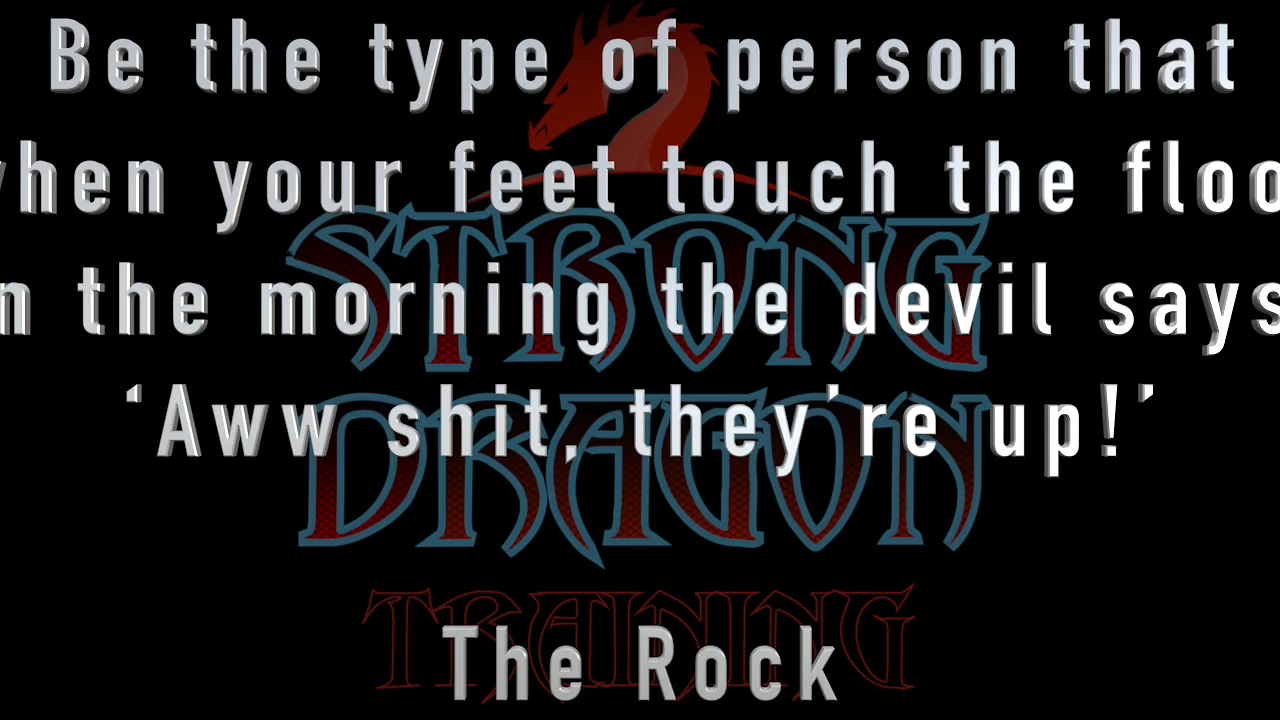 Be the type of person that
hen your feet touch the floo
n the morning the devil says
‘Aww shit, they’re up!’
STRONG
DRAGON
TRAINING
The Rock